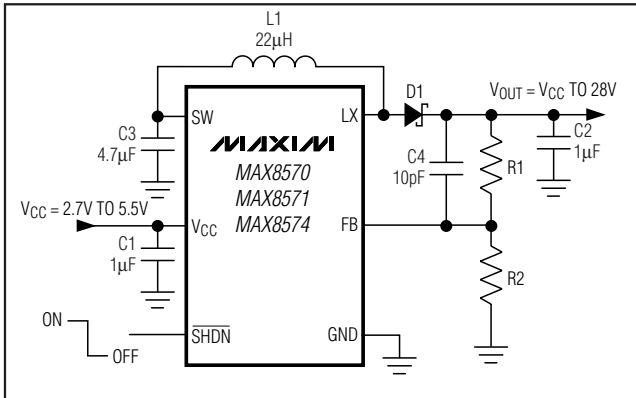 L1
22µH
D1
VOUT = VCC TO 28V
SW
LX
C3
4.7µF
MAXIM
MAX8570
MAX8571
MAX8574
C4
10pF
R1
C2
1µF
VCC = 2.7V TO 5.5V
VCC
FB
C1
1µF
R2
ON
OFF
SHDN
GND